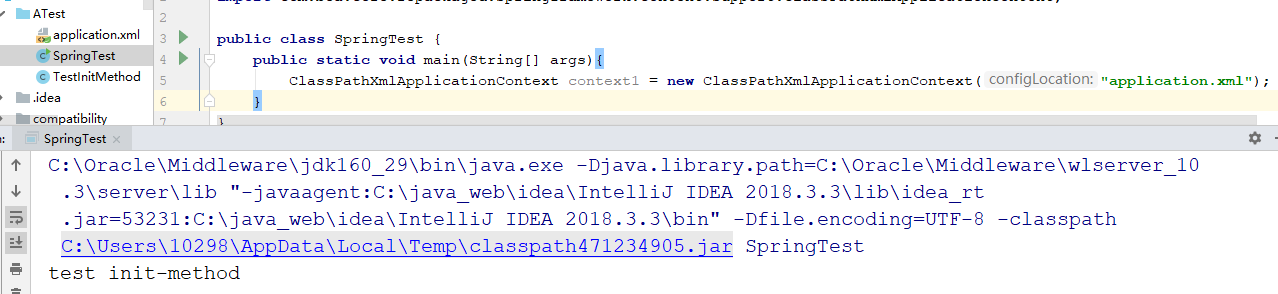 ATest
application.xml
SpringTest
TestInitMethod
.idea
compatibility
2
3 public class SpringTest {
4 public static void main(String[] args){
5 ClassPathXmlApplicationContext context1 = new ClassPathXmlApplicationContext( configLocation: "application.xml");
6 }
7 }
SpringTest ×
C:\Oracle\Middleware\jdk160_29\bin\java.exe -Djava.library.path=C:\Oracle\Middleware\wlserver_10
.3\server\lib "-javaagent:C:\java_web\idea\IntelliJ IDEA 2018.3.3\lib\idea_rt
.jar=53231:C:\java_web\idea\IntelliJ IDEA 2018.3.3\bin" -Dfile.encoding=UTF-8 -classpath
C:\Users\10298\AppData\Local\Temp\classpath471234905.jar SpringTest
test init-method